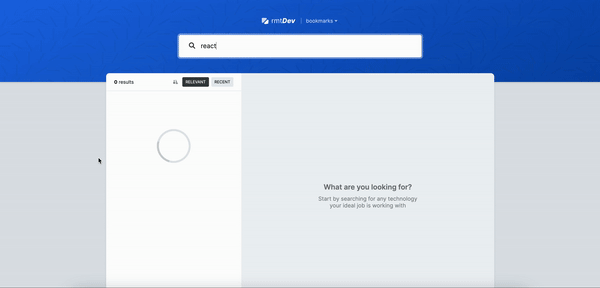 rmtDev bookmarks
react
0 results RELEVANT RECENT
What are you looking for?
Start by searching for any technology
your ideal job is working with